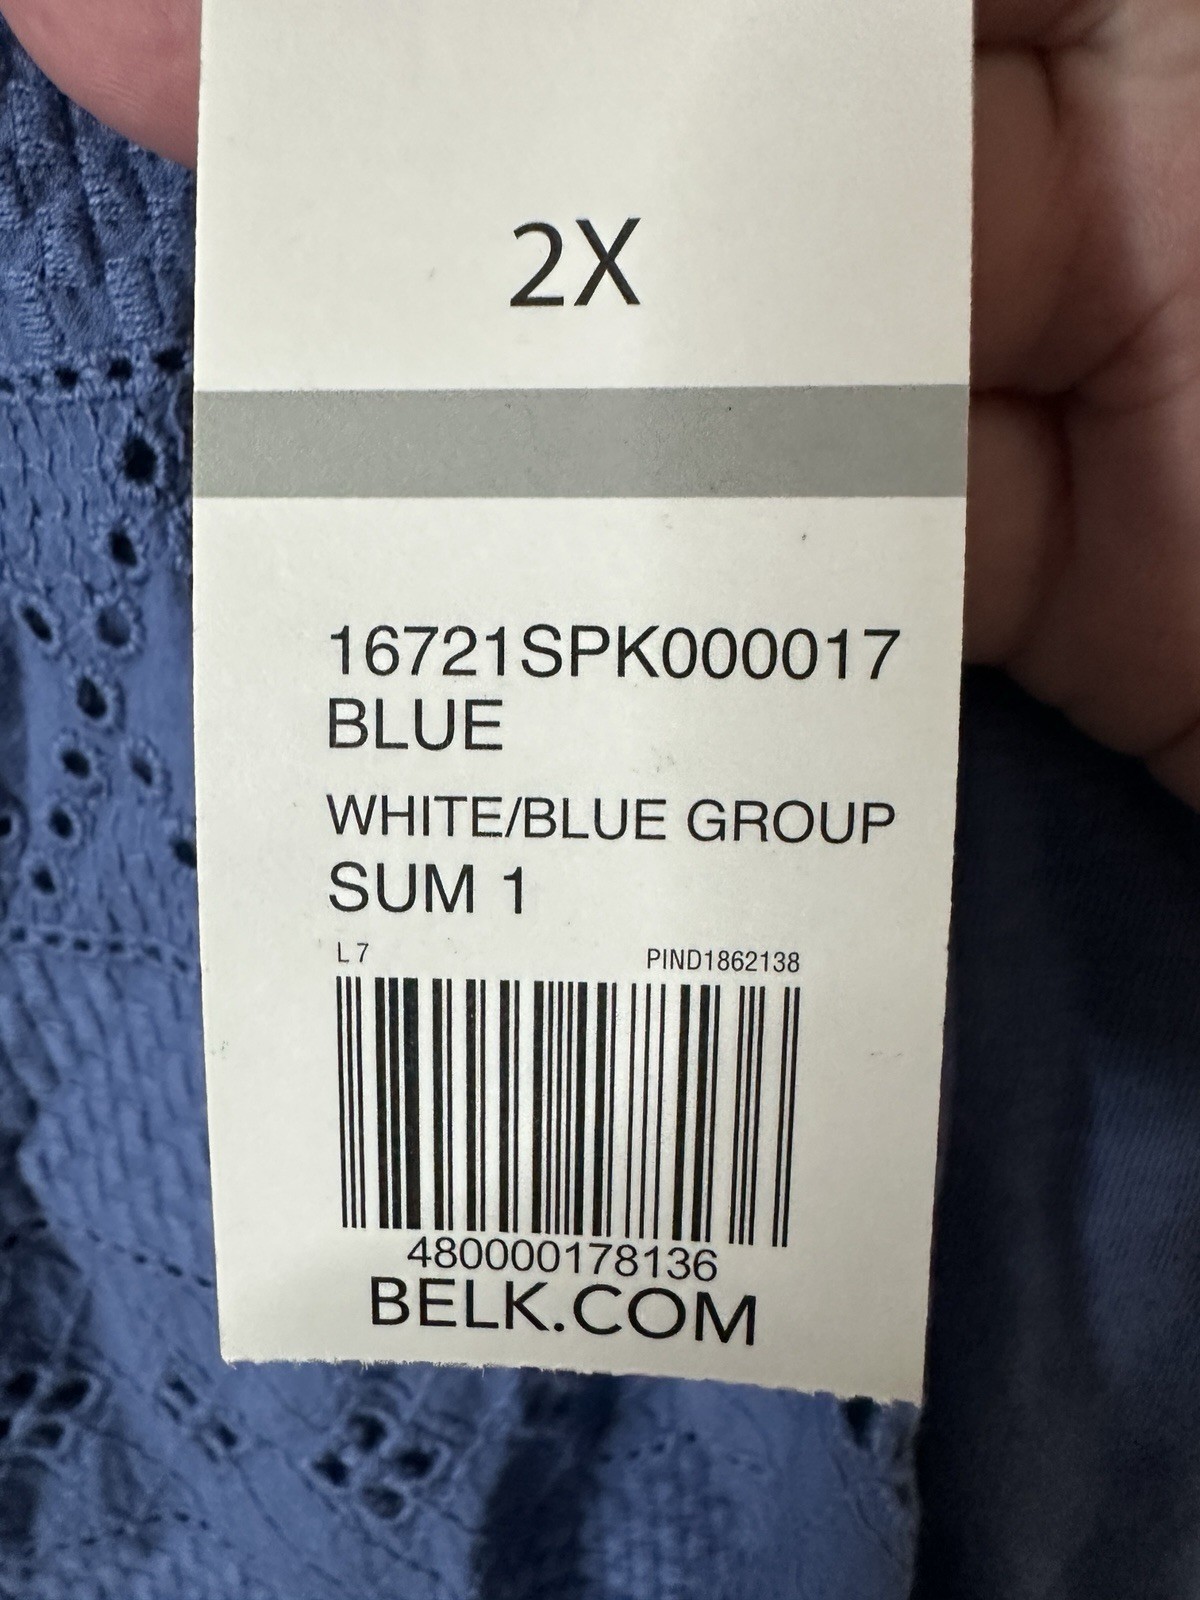 2X
16721SPK000017
BLUE
WHITE/BLUE GROUP
SUM 1
L 7 PIND1862138
480000178136
BELK.COM